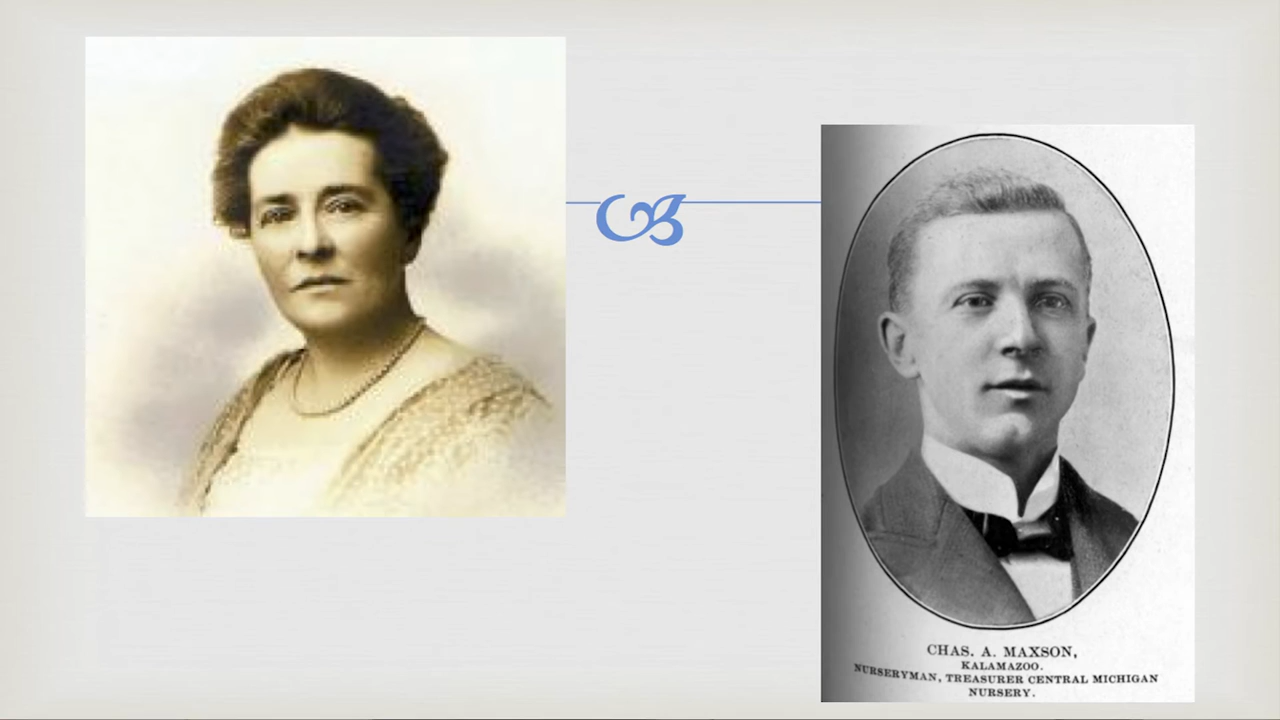 CHAS. A. MAXSON,
KALAMAZOO.
NURSERYMAN, TREASURER CENTRAL MICHIGAN
NURSERY.